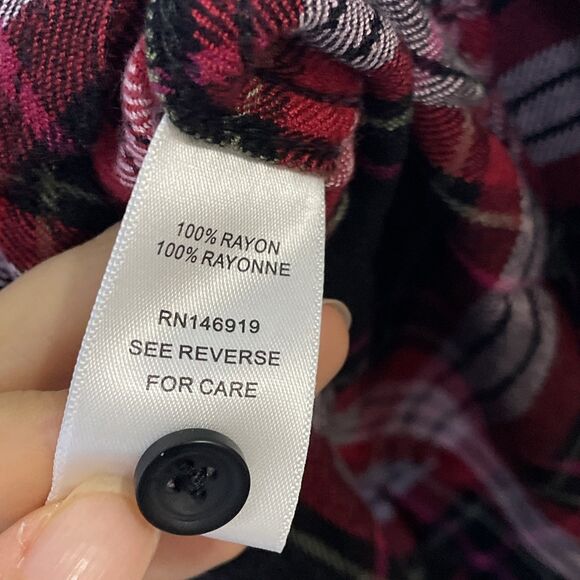 100% RAYON
100% RAYONNE
RN146919
SEE REVERSE
FOR CARE